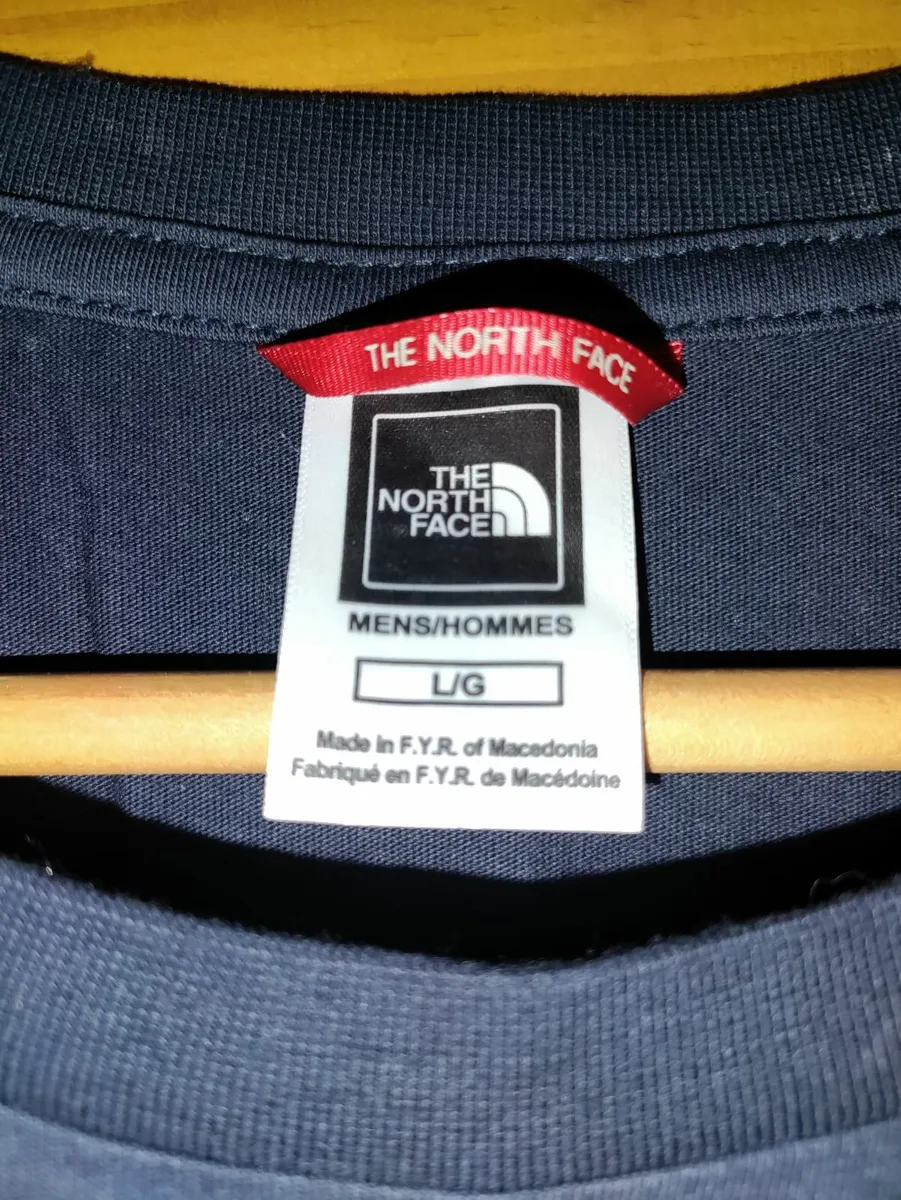 THE NORTH FACE
THE
NORTH
FACE
MENS/HOMMES
L/G
Made in F.Y.R. of Macedonia
Fabriqué en F.Y.R. de Macédoine